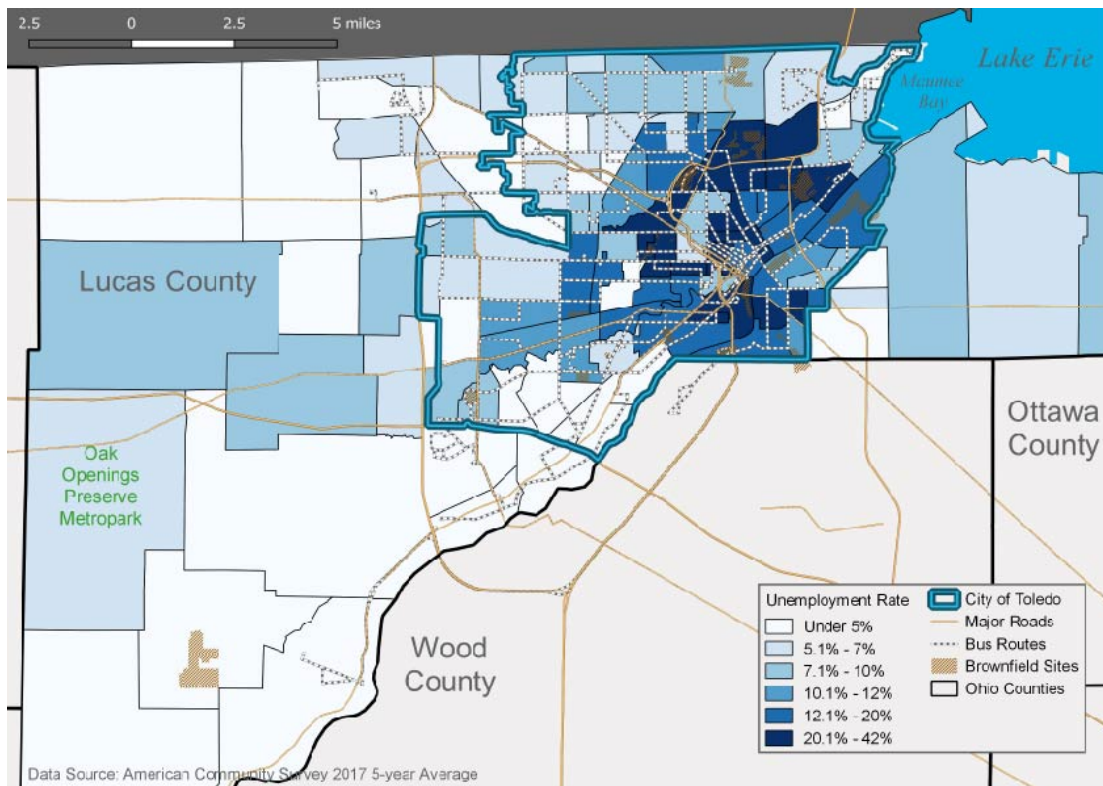 2.5 0 2.5 5 miles
Lake Erie
Maumee
Bay
Lucas County
Ottawa
County
Oak
Openings
Preserve
Metropark
Wood
County
Unemployment Rate
Under 5%
5.1% - 7%
7.1% - 10%
10.1% - 12%
12.1% - 20%
20.1% - 42%
City of Toledo
Major Roads
Bus Routes
Brownfield Sites
Ohio Counties
Data Source: American Community Survey 2017 5-year Average